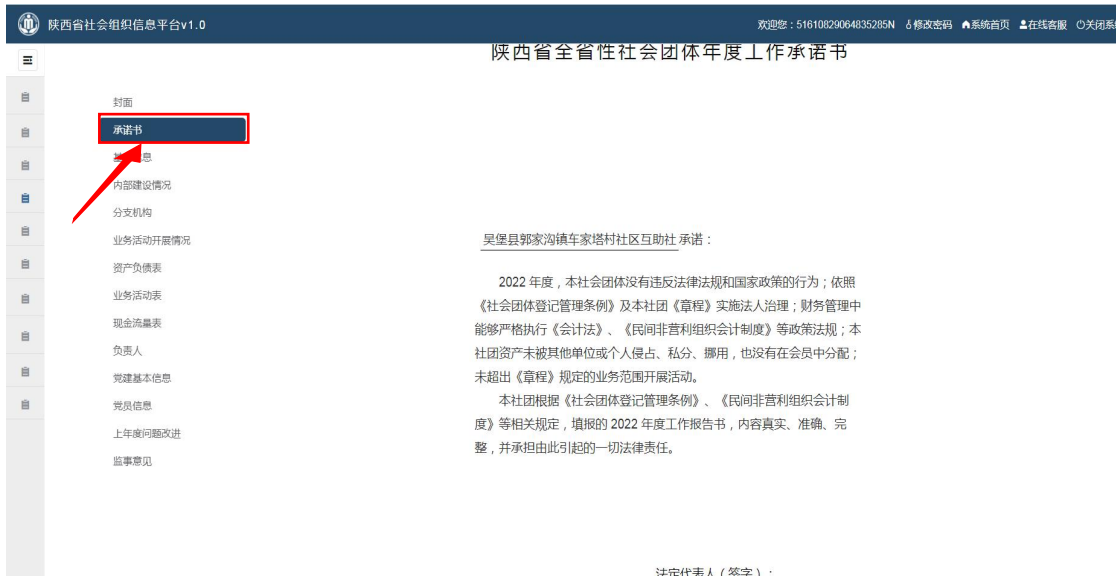 陕西省社会组织信息平台v1.0
欢迎您：51610829064835285N 修改密码 系统首页 在线客服 关闭系
陕西省全省性社会团体年度工作承诺书
封面
承诺书
基 息
内部建设情况
分支机构
业务活动开展情况
资产负债表
业务活动表
现金流量表
负责人
党建基本信息
党员信息
上年度问题改进
监事意见
吴堡县郭家沟镇车家塔村社区互助社 承诺：
2022 年度，本社会团体没有违反法律法规和国家政策的行为；依照
《社会团体登记管理条例》及本社团《章程》实施法人治理；财务管理中
能够严格执行《会计法》、《民间非营利组织会计制度》等政策法规；本
社团资产未被其他单位或个人侵占、私分、挪用，也没有在会员中分配；
未超出《章程》规定的业务范围开展活动。
本社团根据《社会团体登记管理条例》、《民间非营利组织会计制
度》等相关规定，填报的 2022 年度工作报告书，内容真实、准确、完
整，并承担由此引起的一切法律责任。
法定代表人（签字）：